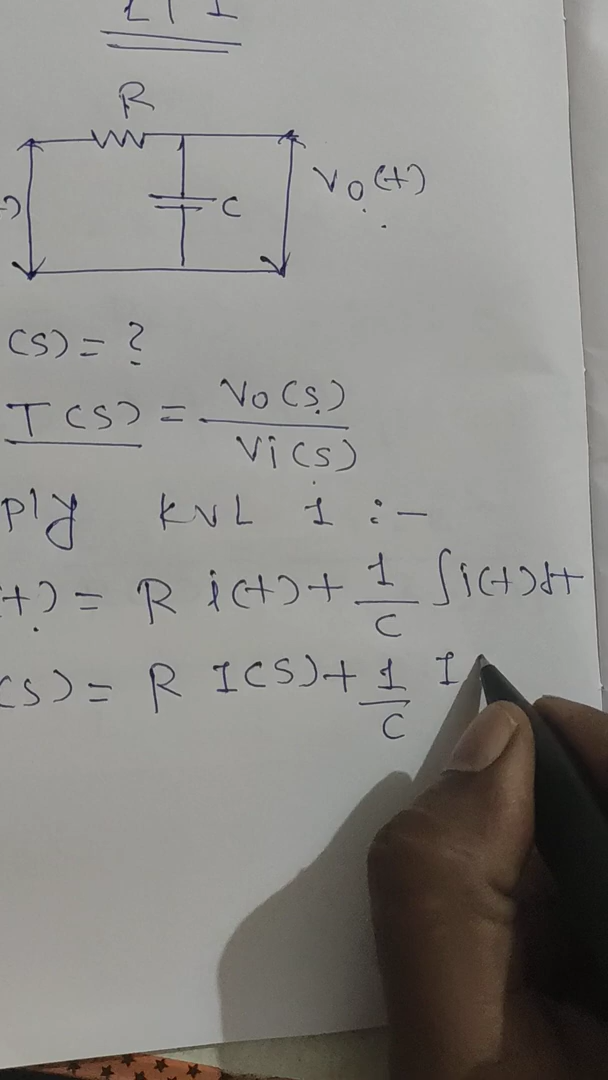 R
C
Vo(t)
(s) = ?
T(s) = Vo(s)
Vi(s)
ply KVL 1 :-
t) = R i(t) + 1/C ∫i(t)dt
(s) = R I(s) + 1/C I